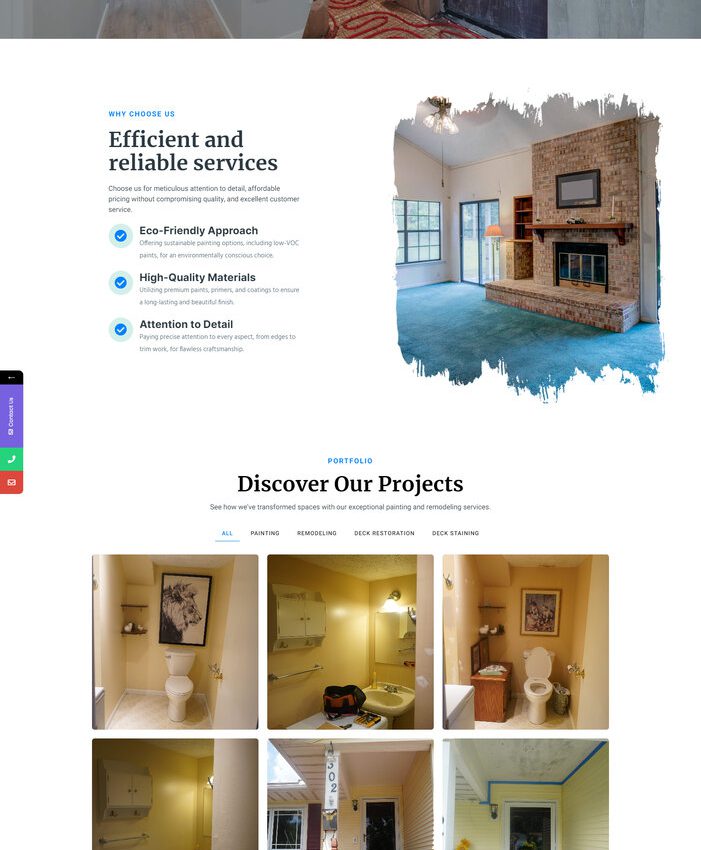 WHY CHOOSE US
Efficient and
reliable services
Choose us for meticulous attention to detail, affordable
pricing without compromising quality, and excellent customer
service.
Eco-Friendly Approach
Offering sustainable painting options, including low-VOC
paints, for an environmentally conscious choice.
High-Quality Materials
Utilizing premium paints, primers, and coatings to ensure
a long-lasting and beautiful finish.
Attention to Detail
Paying precise attention to every aspect, from edges to
trim work, for flawless craftsmanship.
Contact Us
PORTFOLIO
Discover Our Projects
See how we've transformed spaces with our exceptional painting and remodeling services.
ALL PAINTING REMODELING DECK RESTORATION DECK STAINING
302